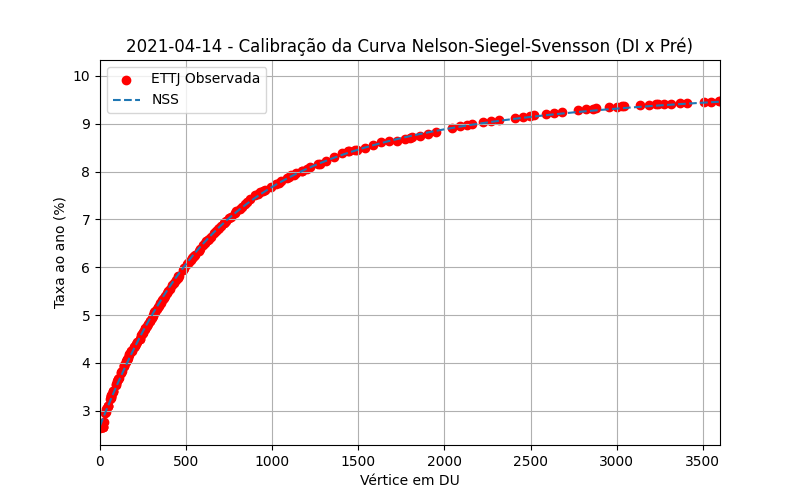 2021-04-14 - Calibração da Curva Nelson-Siegel-Svensson (DI x Pré)
ETTJ Observada
NSS
Taxa ao ano (%)
10
9
8
7
6
5
4
3
0 500 1000 1500 2000 2500 3000 3500
Vértice em DU